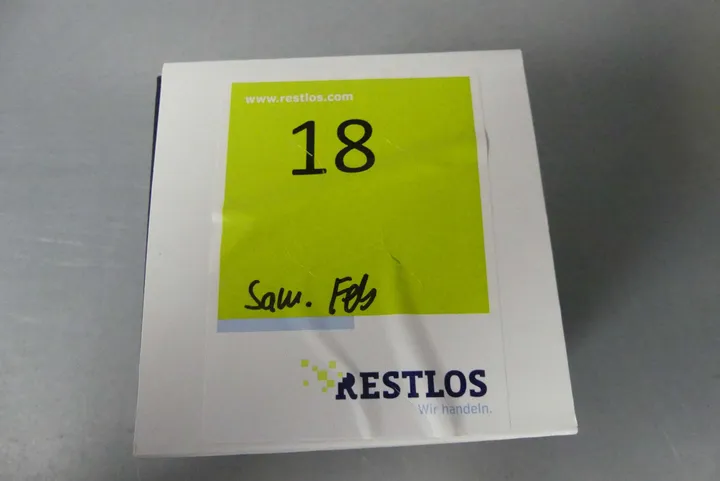 www.restlos.com
18
Sam. Feb
RESTLOS
Wir handeln.